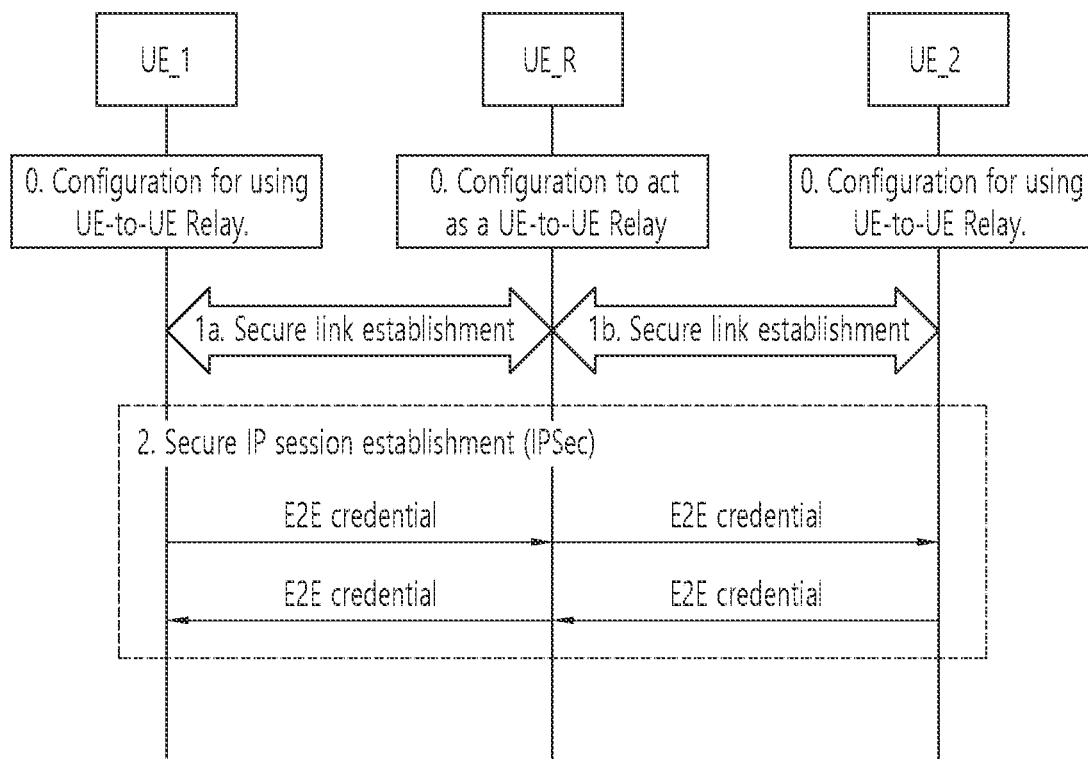 UE_1
UE_R
UE_2
0. Configuration for using
UE-to-UE Relay.
0. Configuration to act
as a UE-to-UE Relay
0. Configuration for using
UE-to-UE Relay.
1a. Secure link establishment
1b. Secure link establishment
2. Secure IP session establishment (IPSec)
E2E credential
E2E credential
E2E credential
E2E credential